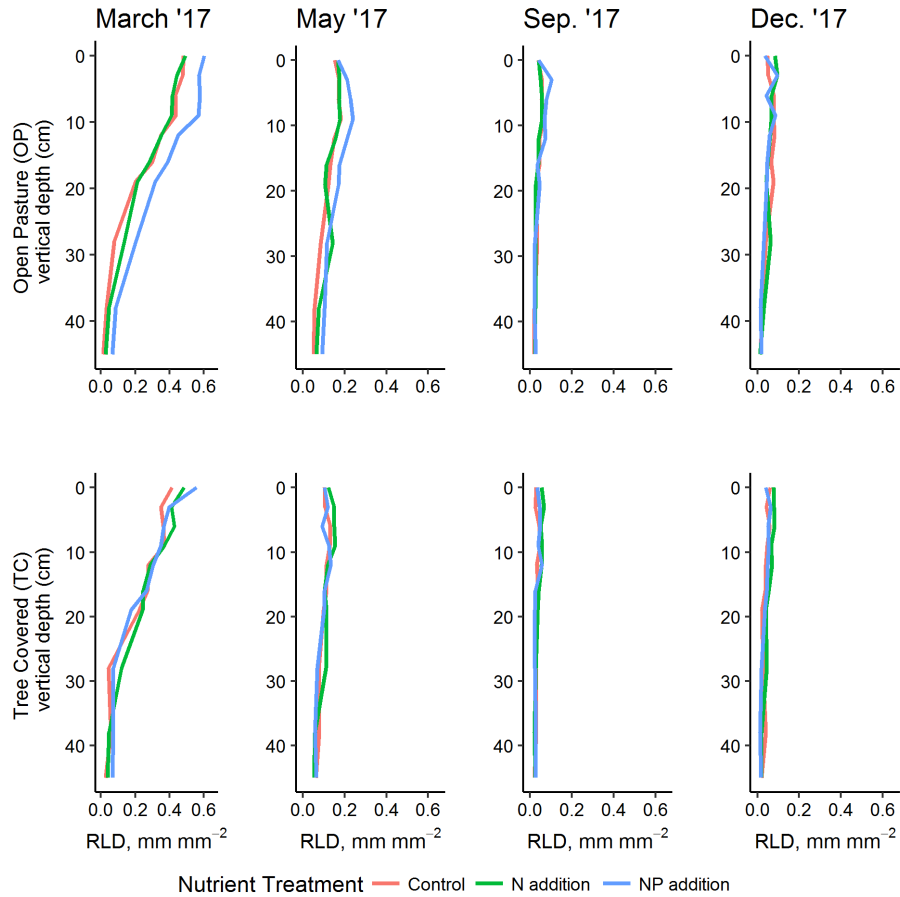 March '17
May '17
Sep. '17
Dec. '17
Open Pasture (OP)
vertical depth (cm)
0
10
20
30
40
0.0 0.2 0.4 0.6
0
10
20
30
40
0.0 0.2 0.4 0.6
0
10
20
30
40
0.0 0.2 0.4 0.6
0
10
20
30
40
0.0 0.2 0.4 0.6
Tree Covered (TC)
vertical depth (cm)
0
10
20
30
40
0.0 0.2 0.4 0.6
RLD, mm mm⁻²
0
10
20
30
40
0.0 0.2 0.4 0.6
RLD, mm mm⁻²
0
10
20
30
40
0.0 0.2 0.4 0.6
RLD, mm mm⁻²
0
10
20
30
40
0.0 0.2 0.4 0.6
RLD, mm mm⁻²
Nutrient Treatment Control N addition NP addition